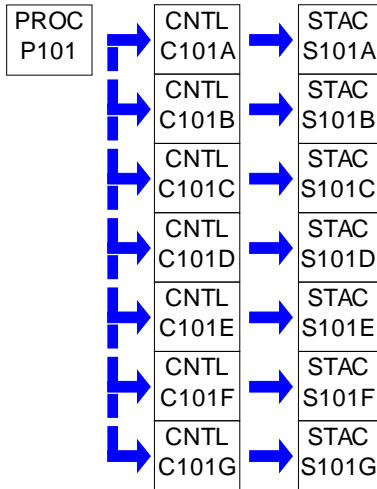 PROC
P101
CNTL
C101A
STAC
S101A
CNTL
C101B
STAC
S101B
CNTL
C101C
STAC
S101C
CNTL
C101D
STAC
S101D
CNTL
C101E
STAC
S101E
CNTL
C101F
STAC
S101F
CNTL
C101G
STAC
S101G